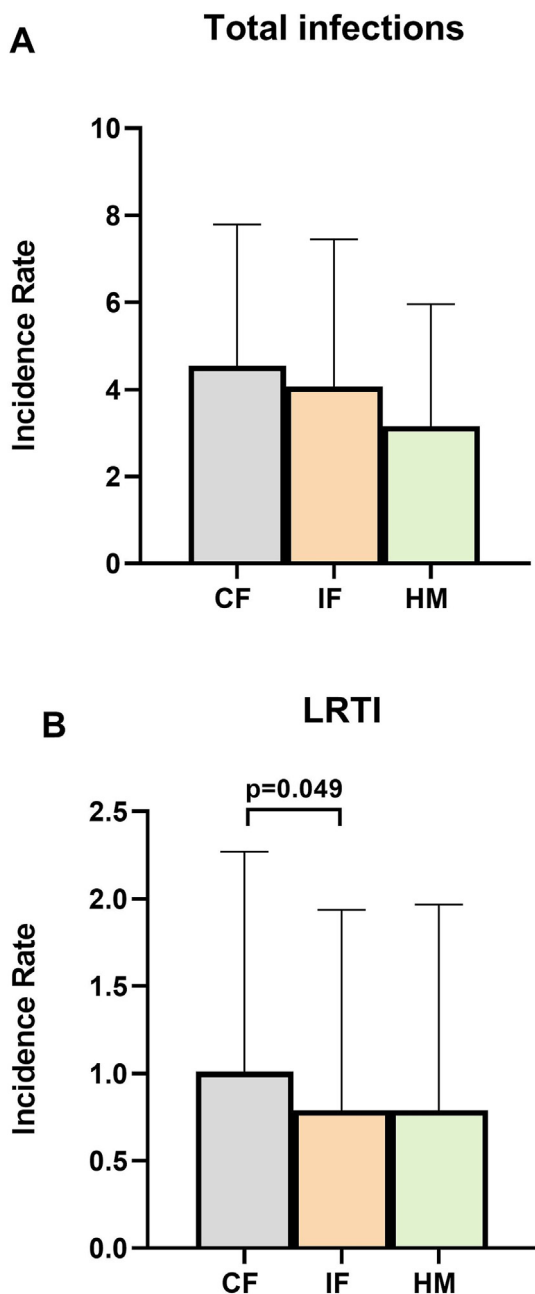 A
Total infections
Incidence Rate
10
8
6
4
2
0
CF IF HM
B
LRTI
p=0.049
Incidence Rate
2.5
2.0
1.5
1.0
0.5
0.0
CF IF HM